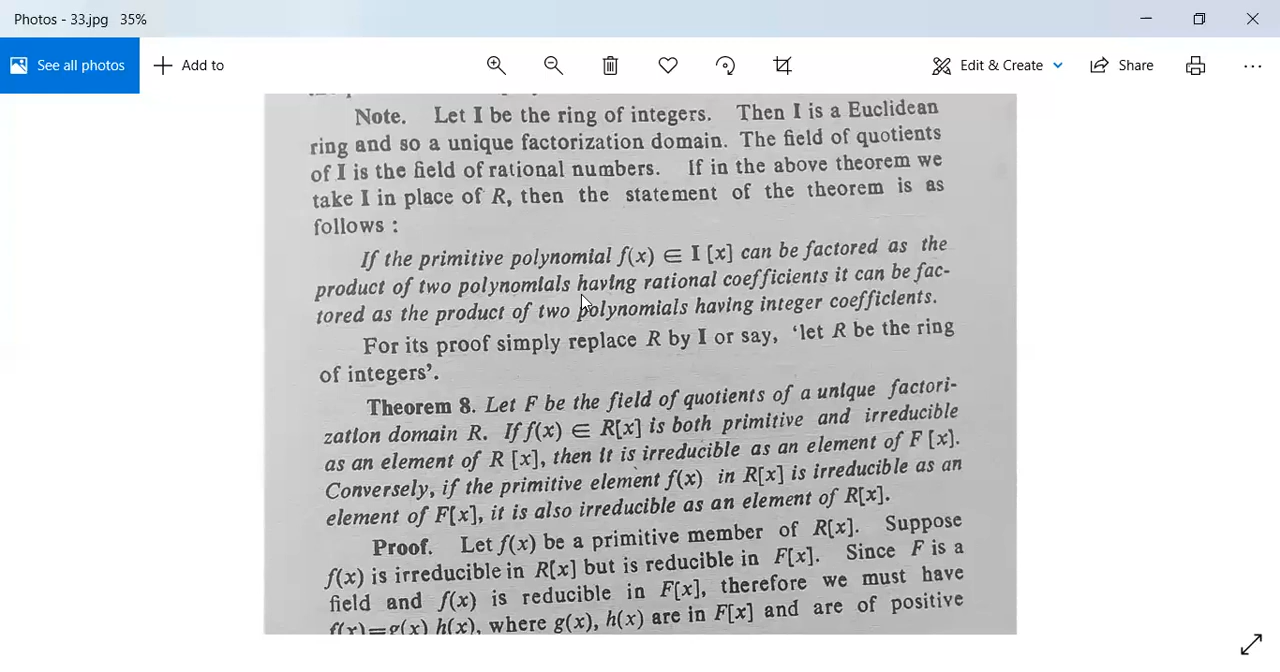 Photos - 33.jpg 35%
See all photos
Add to
Edit & Create
Share
Note. Let I be the ring of integers. Then I is a Euclidean
ring and so a unique factorization domain. The field of quotients
of I is the field of rational numbers. If in the above theorem we
take I in place of R, then the statement of the theorem is as
follows :
If the primitive polynomial f(x) ∈ I [x] can be factored as the
product of two polynomials having rational coefficients it can be fac-
tored as the product of two polynomials having integer coefficients.
For its proof simply replace R by I or say, ‘let R be the ring
of integers’.
Theorem 8. Let F be the field of quotients of a unique factori-
zation domain R. If f(x) ∈ R[x] is both primitive and irreducible
as an element of R [x], then it is irreducible as an element of F [x].
Conversely, if the primitive element f(x) in R[x] is irreducible as an
element of F[x], it is also irreducible as an element of R[x].
Proof. Let f(x) be a primitive member of R[x]. Suppose
f(x) is irreducible in R[x] but is reducible in F[x]. Since F is a
field and f(x) is reducible in F[x], therefore we must have
f(x)=g(x) h(x), where g(x), h(x) are in F[x] and are of positive